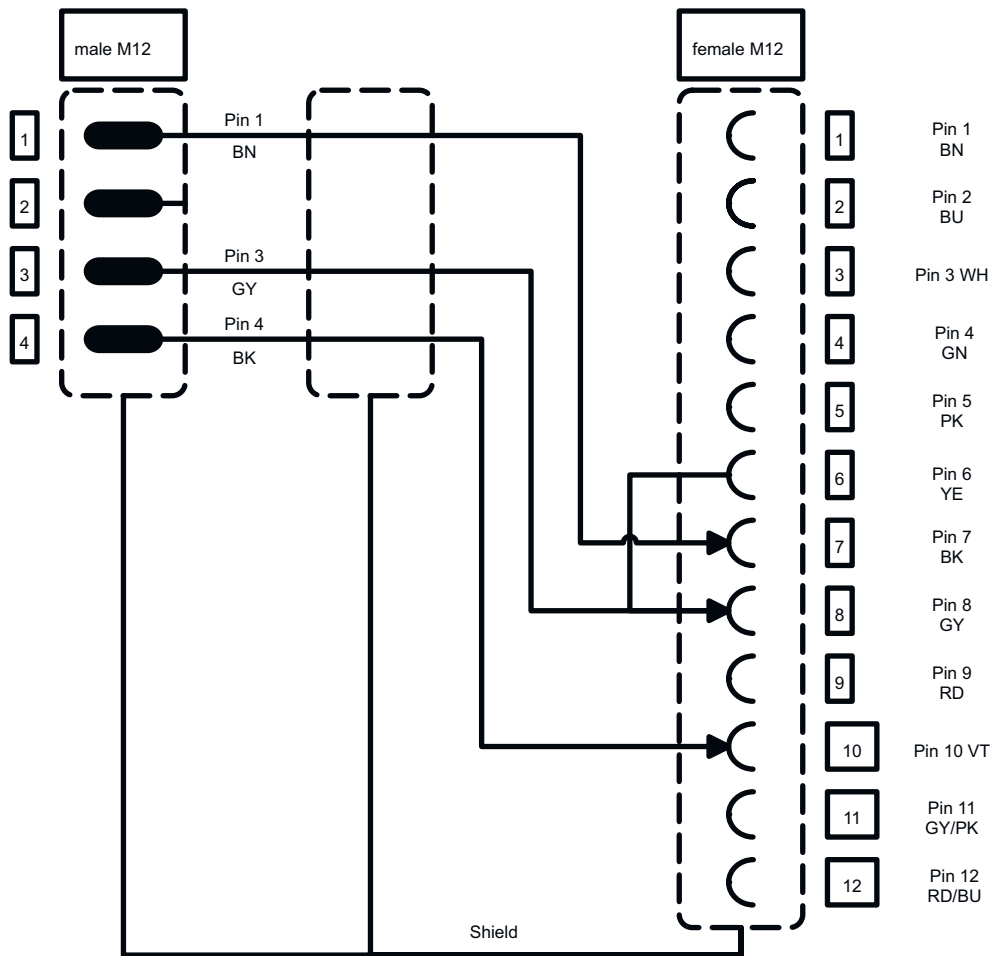 male M12
female M12
1
Pin 1
BN
1
Pin 1
BN
2
2
Pin 2
BU
3
Pin 3
GY
3
Pin 3 WH
4
Pin 4
BK
4
Pin 4
GN
5
Pin 5
PK
6
Pin 6
YE
7
Pin 7
BK
8
Pin 8
GY
9
Pin 9
RD
10
Pin 10 VT
11
Pin 11
GY/PK
12
Pin 12
RD/BU
Shield